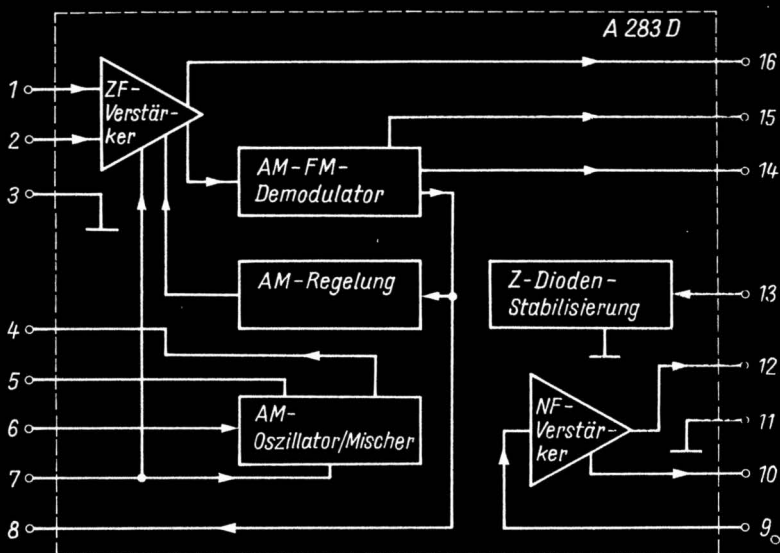 A 283 D
1
2
3
4
5
6
7
8
ZF-
Verstär-
ker
AM-FM-
Demodulator
AM-Regelung
AM-
Oszillator/Mischer
Z-Dioden-
Stabilisierung
NF-
Verstär-
ker
16
15
14
13
12
11
10
9